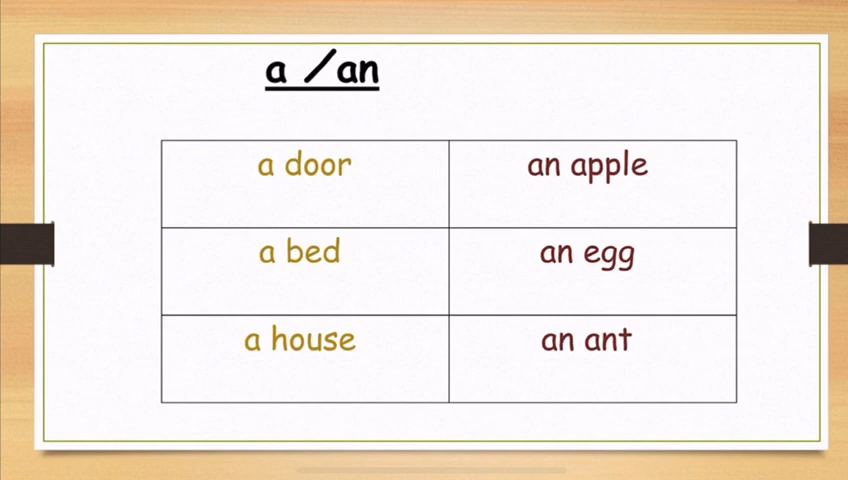 a / an
a door an apple
a bed an egg
a house an ant